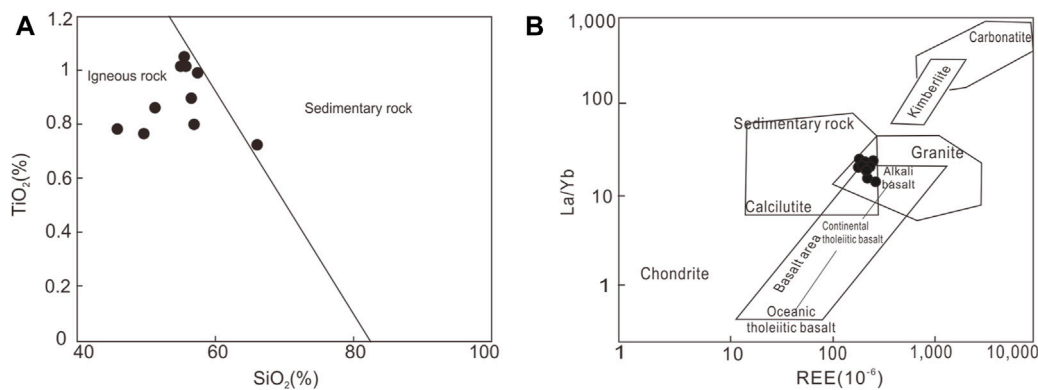 A
1.2
1
0.8
0.6
0.4
0.2
0
40
60
80
100
TiO2(%)
SiO2(%)
Igneous rock
Sedimentary rock
B
1,000
100
10
1
1
10
100
1,000
10,000
La/Yb
REE(10-6)
Carbonatite
Kimberlite
Sedimentary rock
Granite
Alkali
basalt
Calcilutite
Continental
tholeiitic basalt
Basalt area
Chondrite
Oceanic
tholeiitic basalt